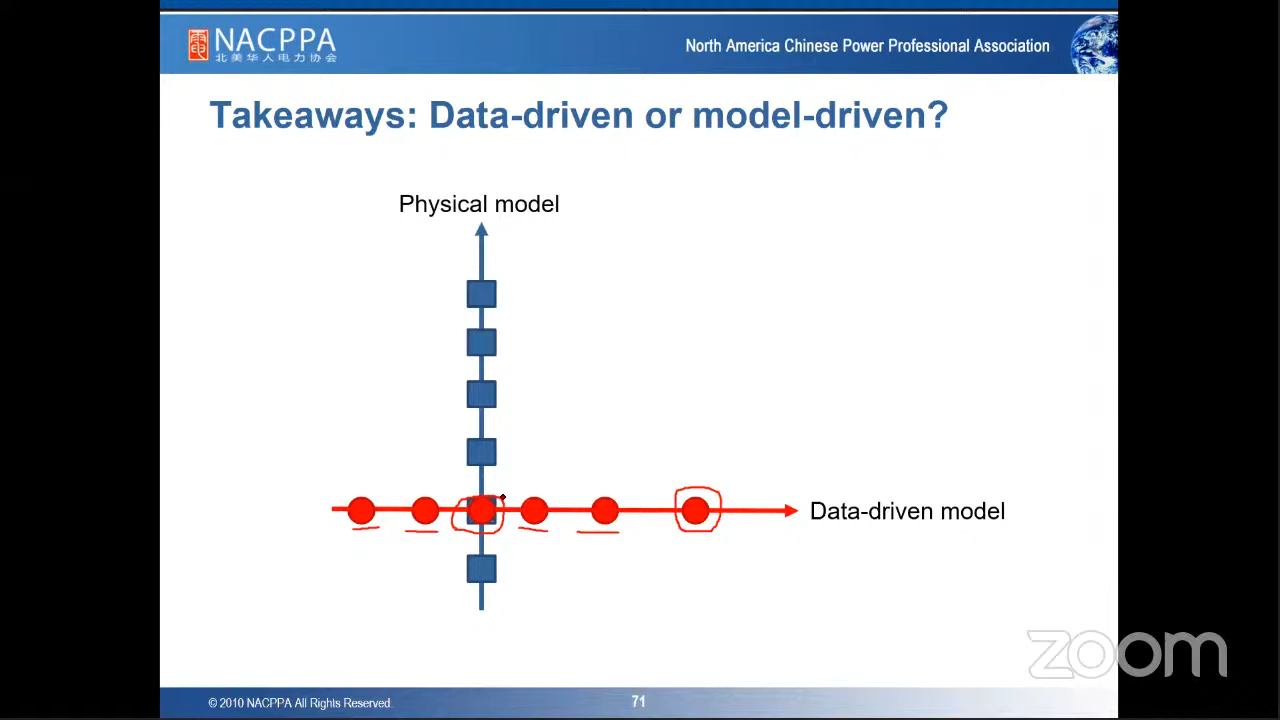 NACPPA
北美华人电力协会
North America Chinese Power Professional Association
Takeaways: Data-driven or model-driven?
Physical model
Data-driven model
zoom
© 2010 NACPPA All Rights Reserved.
71